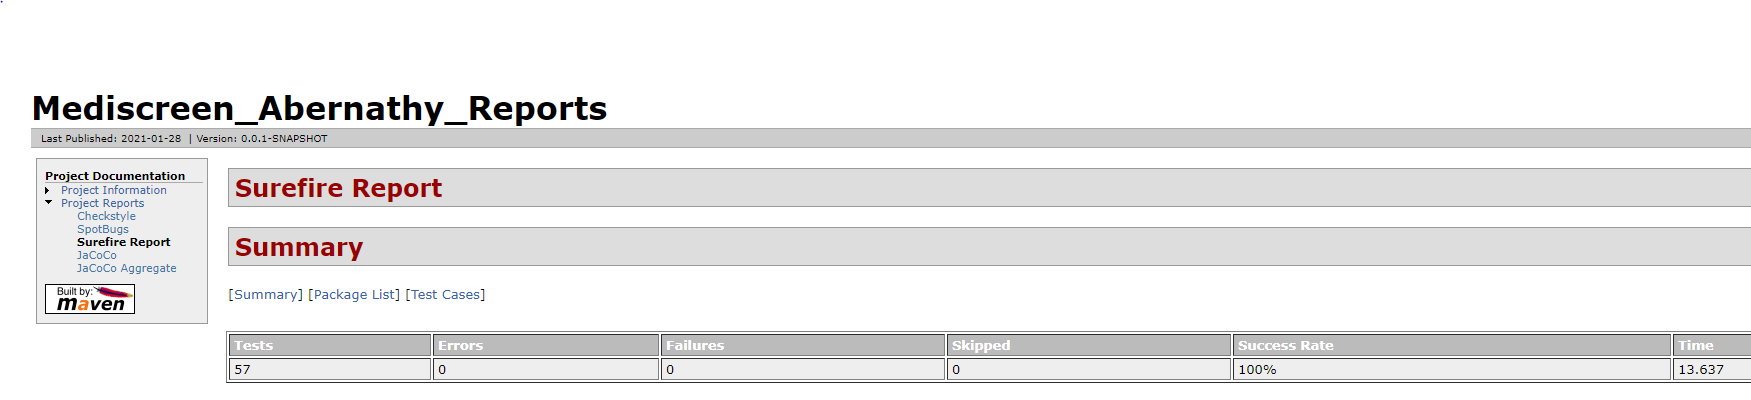 Mediscreen_Abernathy_Reports
Last Published: 2021-01-28 | Version: 0.0.1-SNAPSHOT
Project Documentation
Project Information
Project Reports
Checkstyle
SpotBugs
Surefire Report
JaCoCo
JaCoCo Aggregate
Built by:
maven
Surefire Report
Summary
[Summary] [Package List] [Test Cases]
Tests Errors Failures Skipped Success Rate Time
57 0 0 0 100% 13.637